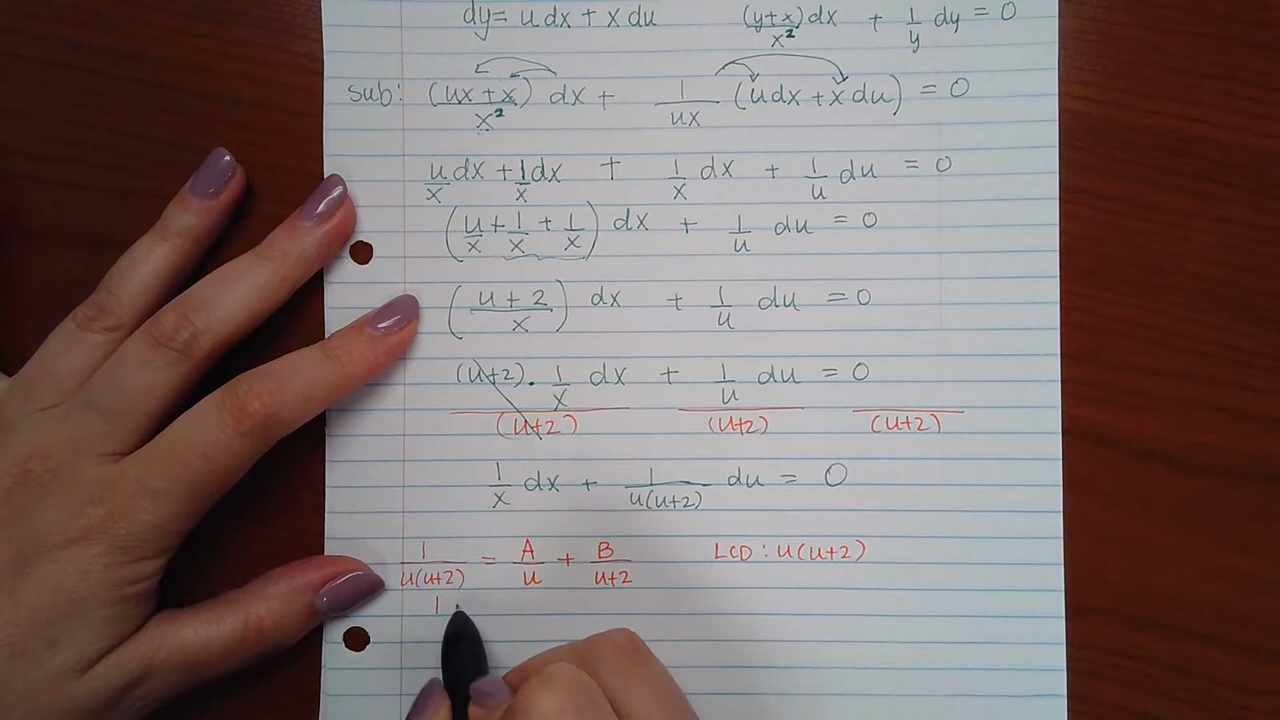 dy = u dx + x du (y+x)/x² dx + 1/y dy = 0
sub: (ux + x)/x² dx + 1/ux (u dx + x du) = 0
u/x dx + 1/x dx + 1/x dx + 1/u du = 0
(u/x + 1/x + 1/x) dx + 1/u du = 0
(u + 2 / x) dx + 1/u du = 0
(u+2) · 1/x dx + 1/u du = 0
(u+2) (u+2) (u+2)
1/x dx + 1/u(u+2) du = 0
1/u(u+2) = A/u + B/u+2 LCD : u(u+2)
1